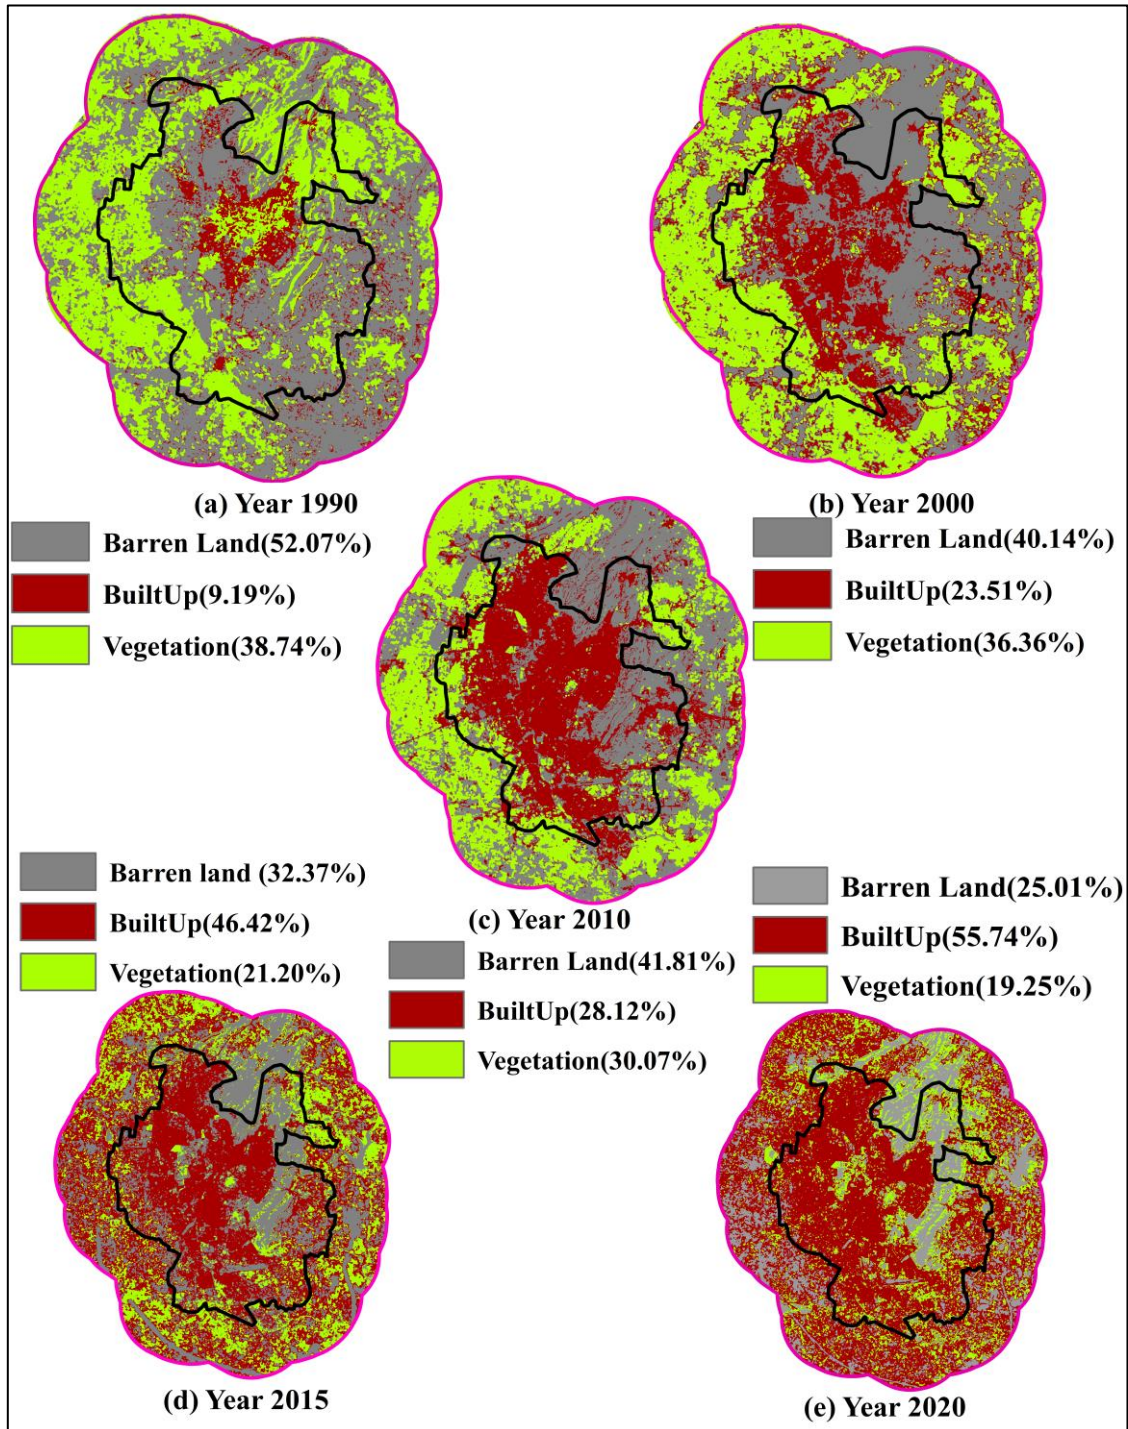 (a) Year 1990
Barren Land(52.07%)
BuiltUp(9.19%)
Vegetation(38.74%)
(b) Year 2000
Barren Land(40.14%)
BuiltUp(23.51%)
Vegetation(36.36%)
(c) Year 2010
Barren Land(41.81%)
BuiltUp(28.12%)
Vegetation(30.07%)
Barren land (32.37%)
BuiltUp(46.42%)
Vegetation(21.20%)
(d) Year 2015
Barren Land(25.01%)
BuiltUp(55.74%)
Vegetation(19.25%)
(e) Year 2020